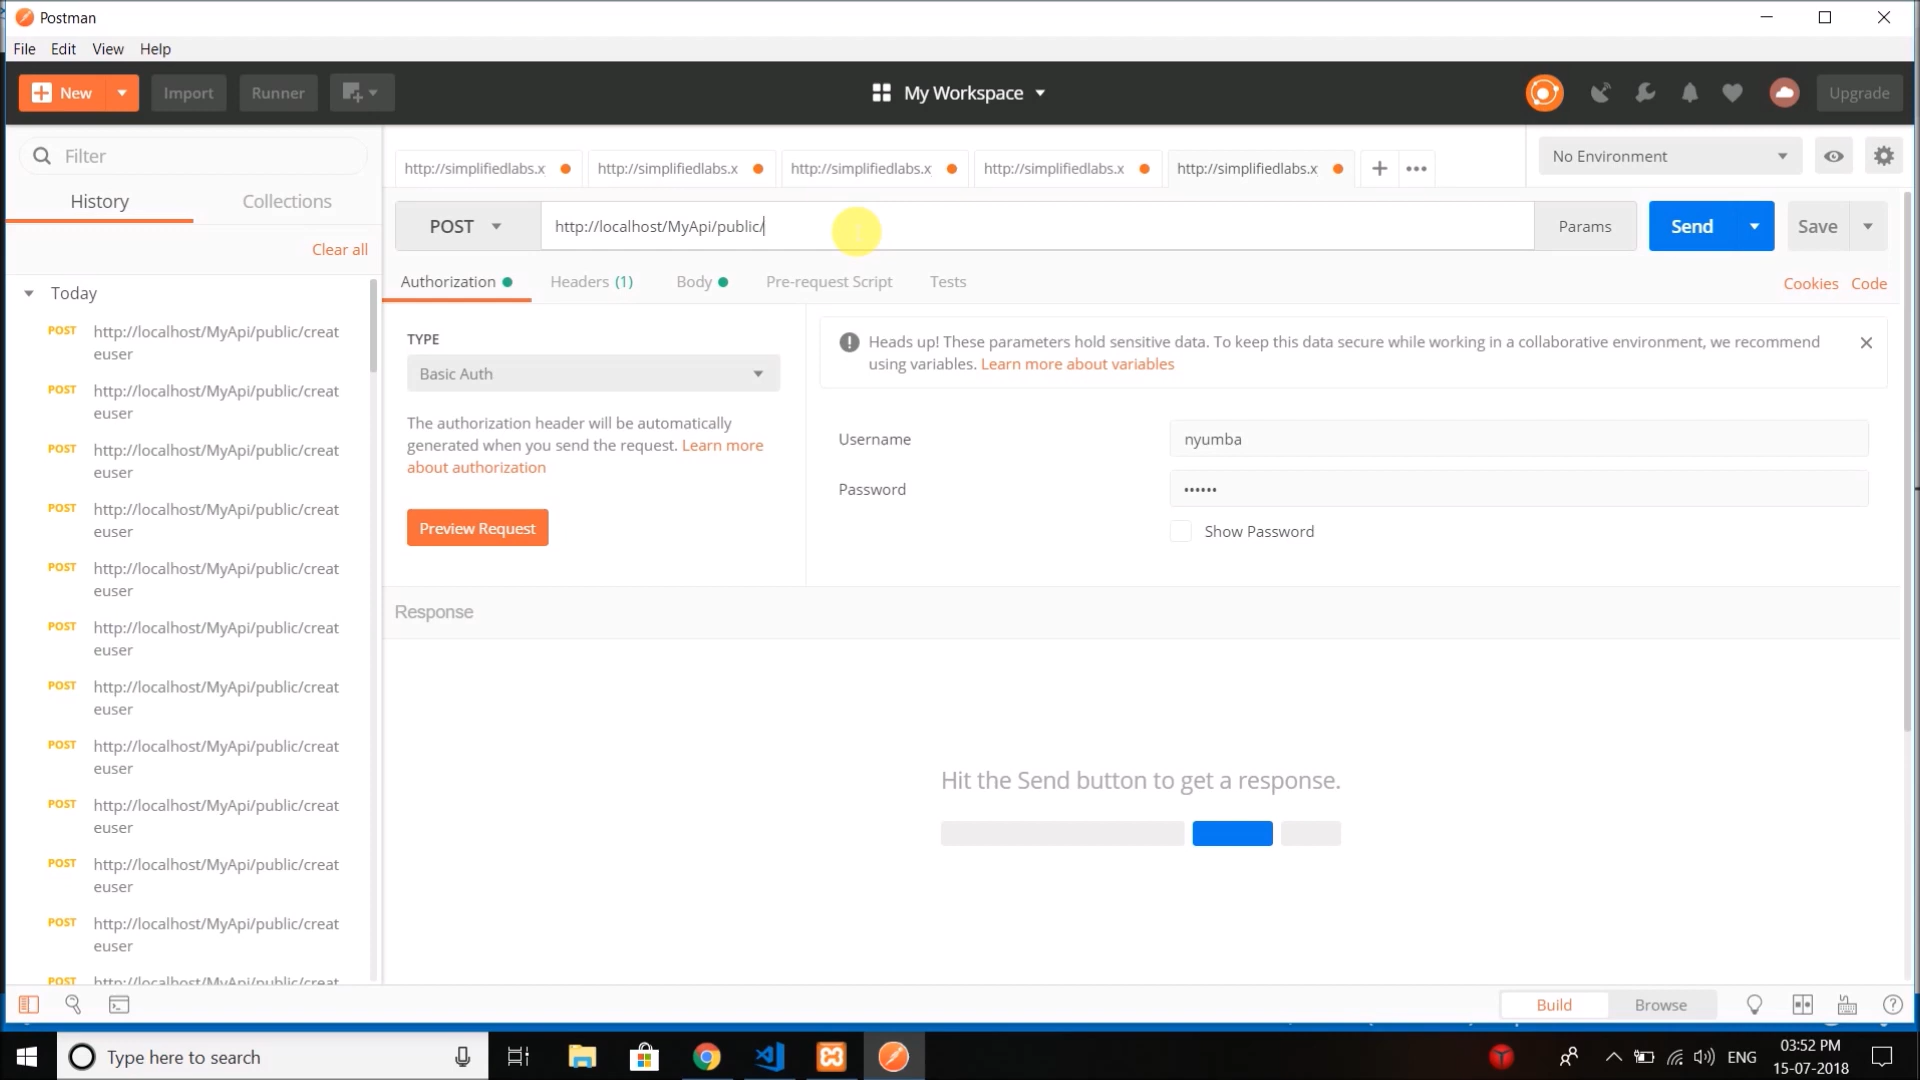 Postman
File Edit View Help
New Import Runner My Workspace Upgrade
Filter
History Collections
Clear all
Today
POST http://localhost/MyApi/public/creat
euser
POST http://localhost/MyApi/public/creat
euser
POST http://localhost/MyApi/public/creat
euser
POST http://localhost/MyApi/public/creat
euser
POST http://localhost/MyApi/public/creat
euser
POST http://localhost/MyApi/public/creat
euser
POST http://localhost/MyApi/public/creat
euser
POST http://localhost/MyApi/public/creat
euser
POST http://localhost/MyApi/public/creat
euser
POST http://localhost/MyApi/public/creat
euser
POST http://localhost/MyApi/public/creat
euser
POST http://localhost/MyApi/public/creat
http://simplifiedlabs.x http://simplifiedlabs.x http://simplifiedlabs.x http://simplifiedlabs.x http://simplifiedlabs.x
No Environment
POST http://localhost/MyApi/public/ Params Send Save
Authorization Headers (1) Body Pre-request Script Tests Cookies Code
TYPE
Basic Auth
The authorization header will be automatically
generated when you send the request. Learn more
about authorization
Preview Request
Heads up! These parameters hold sensitive data. To keep this data secure while working in a collaborative environment, we recommend
using variables. Learn more about variables
Username nyumba
Password ••••••
Show Password
Response
Hit the Send button to get a response.
Build Browse
Type here to search
ENG
03:52 PM
15-07-2018